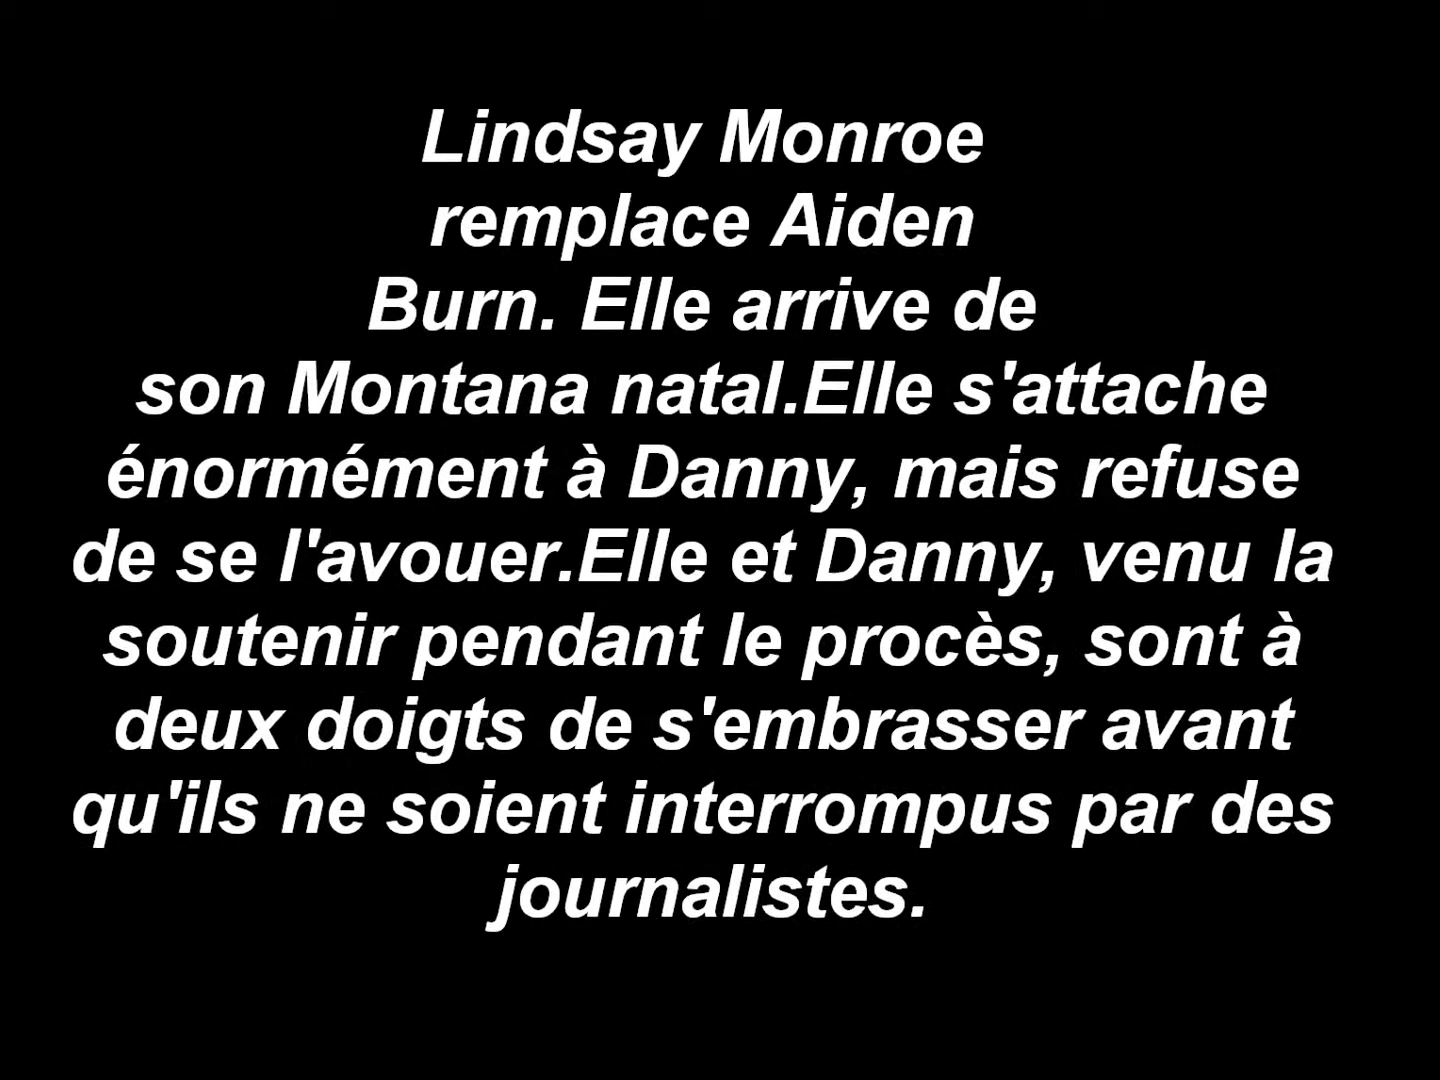 Lindsay Monroe
remplace Aiden
Burn. Elle arrive de
son Montana natal.Elle s'attache
énormément à Danny, mais refuse
de se l'avouer.Elle et Danny, venu la
soutenir pendant le procès, sont à
deux doigts de s'embrasser avant
qu'ils ne soient interrompus par des
journalistes.